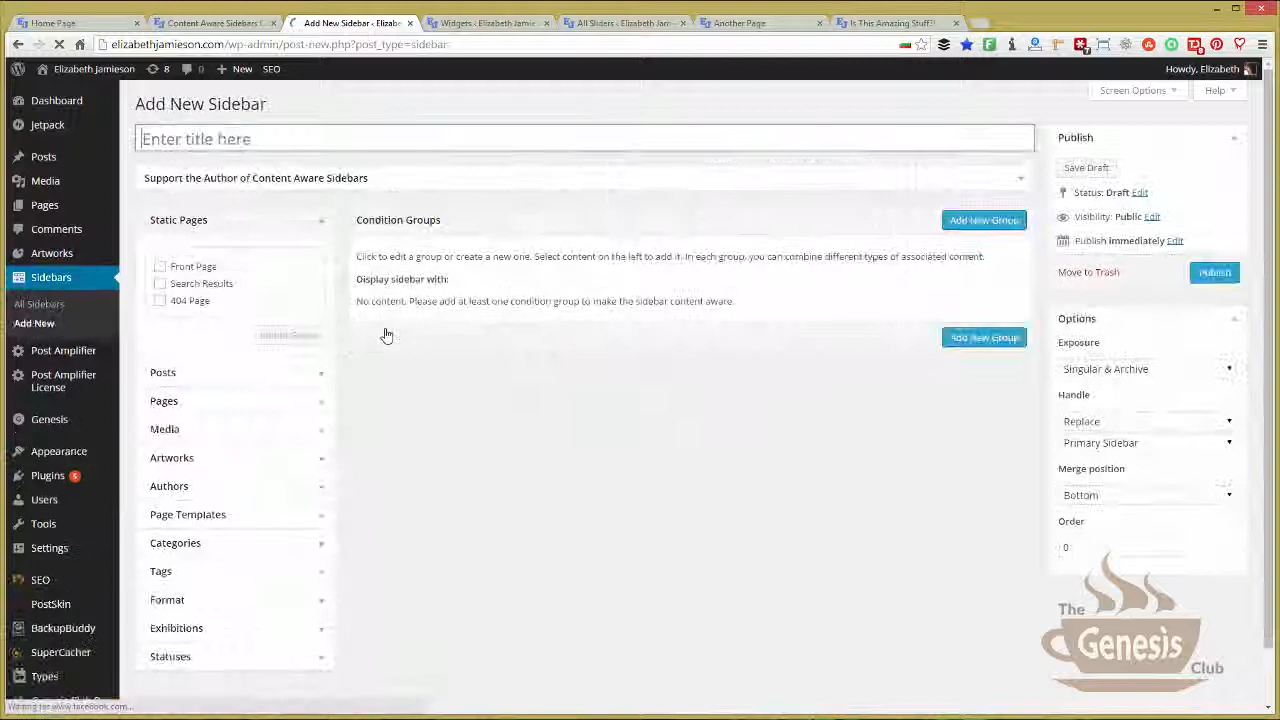 Home Page
Content Aware Sidebars
Add New Sidebar ‹ Elizabe
Widgets ‹ Elizabeth Jamie
All Sliders ‹ Elizabeth Jam
Another Page
Is This Amazing Stuff?!
elizabethjamieson.com/wp-admin/post-new.php?post_type=sidebar
Elizabeth Jamieson
8
0
New
SEO
Howdy, Elizabeth
Dashboard
Jetpack
Posts
Media
Pages
Comments
Artworks
Sidebars
All Sidebars
Add New
Post Amplifier
Post Amplifier
License
Genesis
Appearance
Plugins 5
Users
Tools
Settings
SEO
PostSkin
BackupBuddy
SuperCacher
Types
Add New Sidebar
Screen Options
Help
Enter title here
Support the Author of Content Aware Sidebars
Static Pages
Front Page
Search Results
404 Page
Posts
Pages
Media
Artworks
Authors
Page Templates
Categories
Tags
Format
Exhibitions
Statuses
Condition Groups
Add New Group
Click to edit a group or create a new one. Select content on the left to add it. In each group, you can combine different types of associated content.
Display sidebar with:
No content. Please add at least one condition group to make the sidebar content aware.
Add New Group
Publish
Save Draft
Status: Draft Edit
Visibility: Public Edit
Publish immediately Edit
Move to Trash
Publish
Options
Exposure
Singular & Archive
Handle
Replace
Primary Sidebar
Merge position
Bottom
Order
0
The
Genesis
Club
Waiting for www.facebook.com...